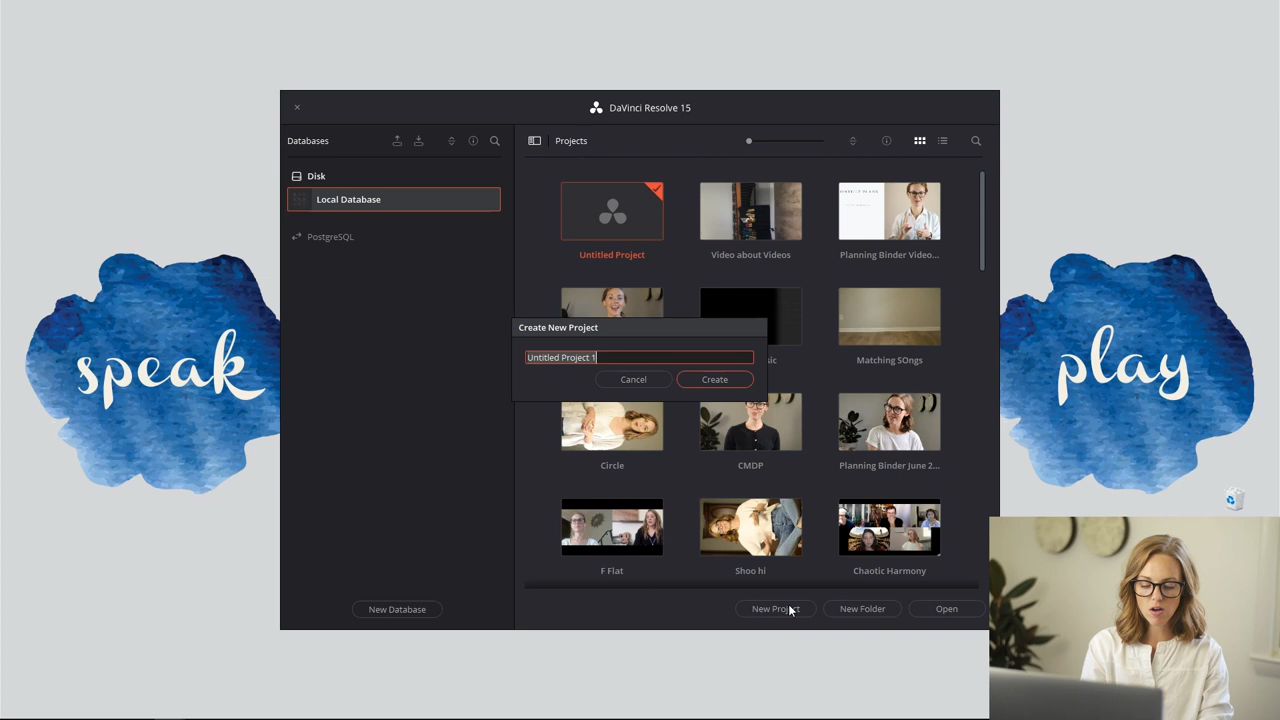 DaVinci Resolve 15
Databases
Projects
Disk
Local Database
PostgreSQL
Untitled Project
Video about Videos
Planning Binder Video...
Create New Project
Untitled Project 1
Cancel
Create
sic
Matching SOngs
speak
play
Circle
CMDP
Planning Binder June 2...
F Flat
Shoo hi
Chaotic Harmony
New Database
New Project
New Folder
Open